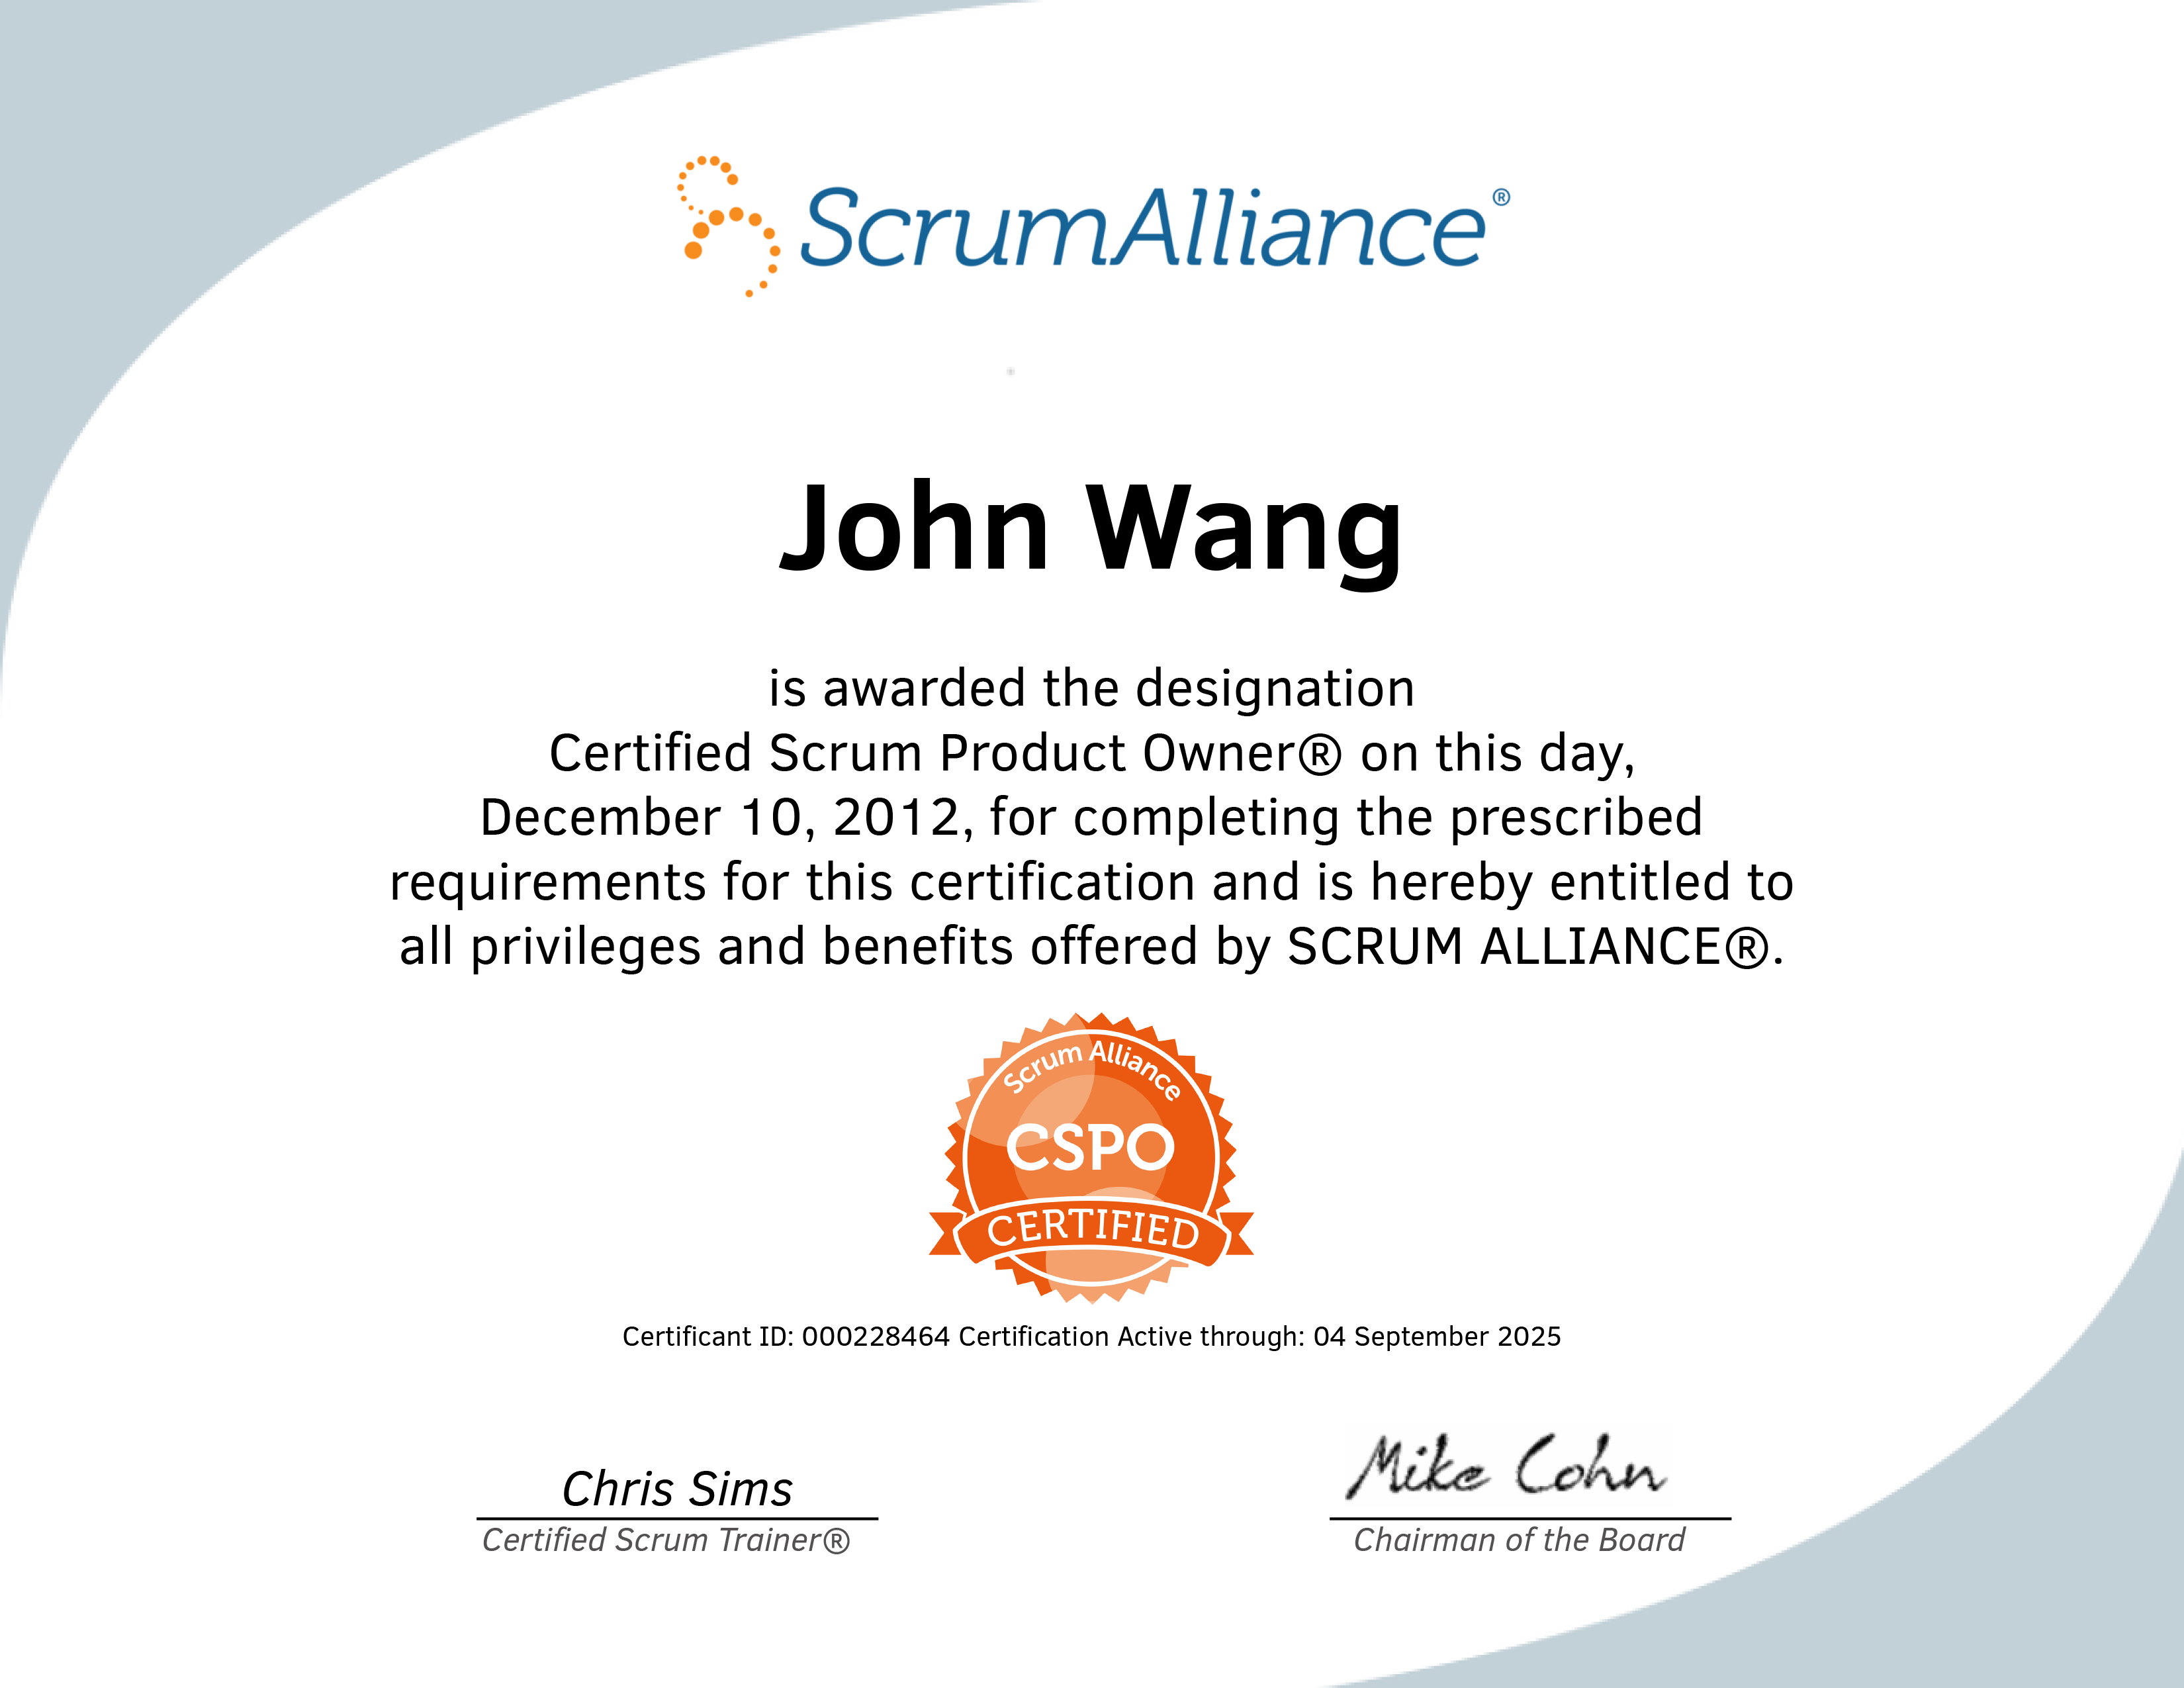 ScrumAlliance®
John Wang
is awarded the designation
Certified Scrum Product Owner® on this day,
December 10, 2012, for completing the prescribed
requirements for this certification and is hereby entitled to
all privileges and benefits offered by SCRUM ALLIANCE®.
Scrum Alliance
CSPO
CERTIFIED
Certificant ID: 000228464 Certification Active through: 04 September 2025
Chris Sims
Certified Scrum Trainer®
Mike Cohn
Chairman of the Board